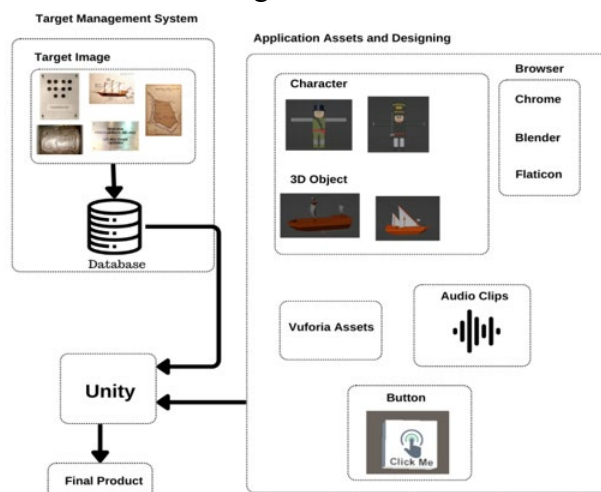 Target Management System
Target Image
Database
Unity
Final Product
Application Assets and Designing
Character
3D Object
Browser
Chrome
Blender
Flaticon
Vuforia Assets
Audio Clips
Button
Click Me